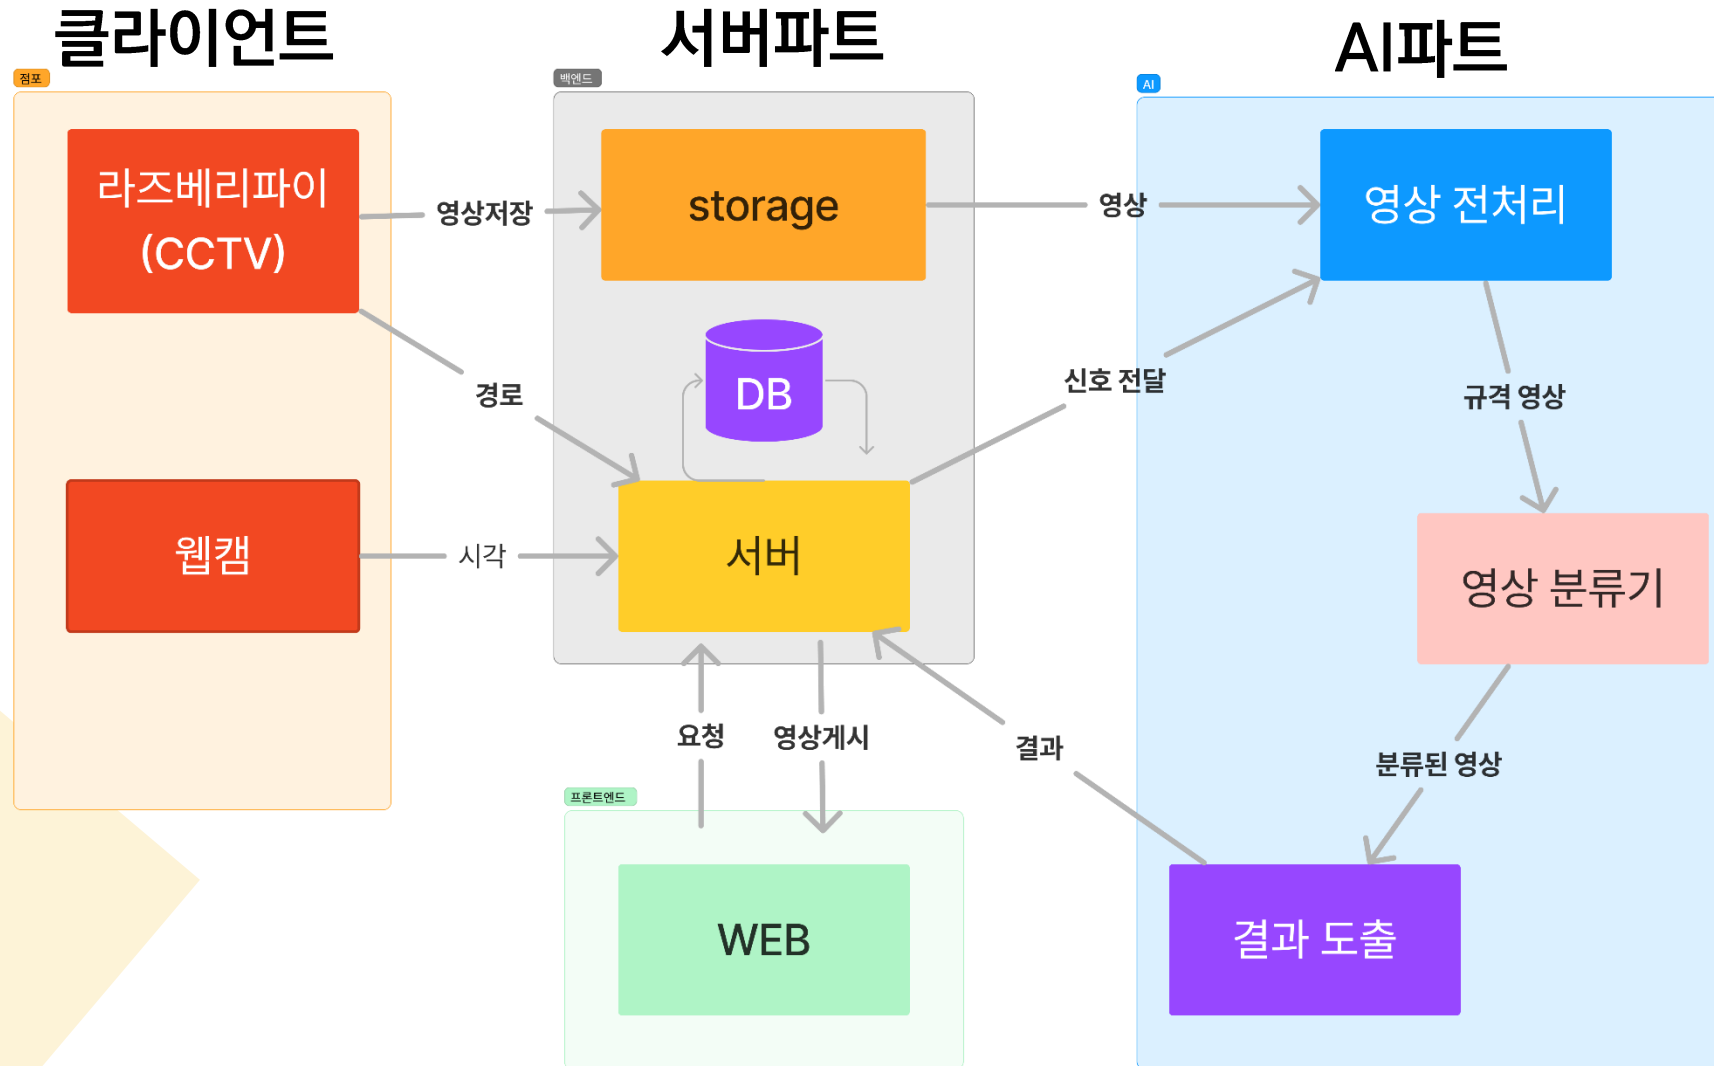 클라이언트
서버파트
AI파트
점포
백엔드
AI
라즈베리파이
(CCTV)
영상저장
storage
영상
영상 전처리
DB
경로
신호 전달
규격 영상
웹캠
시각
서버
영상 분류기
요청
영상게시
결과
분류된 영상
프론트엔드
WEB
결과 도출